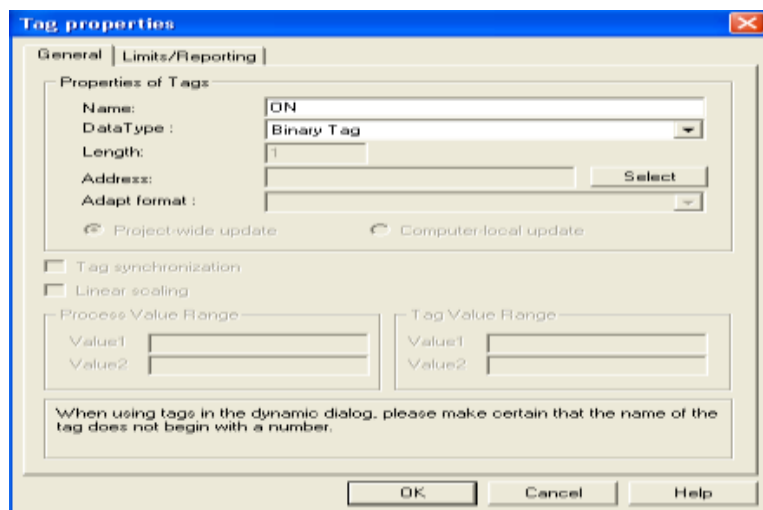 Tag properties
General
Limits/Reporting
Properties of Tags
Name:
ON
DataType :
Binary Tag
Length:
1
Address:
Select
Adapt format :
Project-wide update
Computer-local update
Tag synchronization
Linear scaling
Process Value Range
Value1
Value2
Tag Value Range
Value1
Value2
When using tags in the dynamic dialog, please make certain that the name of the
tag does not begin with a number.
OK
Cancel
Help